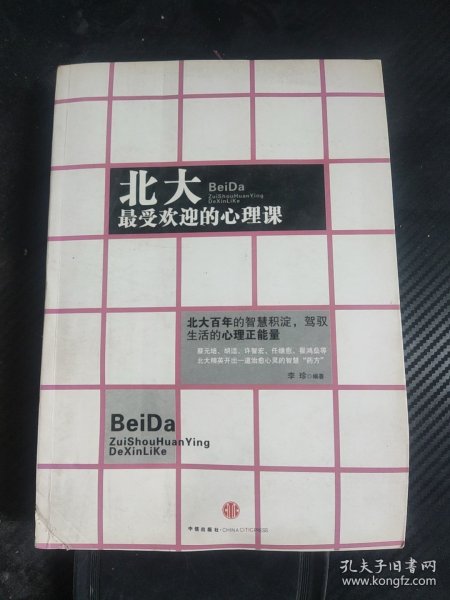 北大 BeiDa
ZuiShouHuanYing
DeXinLiKe
最受欢迎的心理课
北大百年的智慧积淀，驾驭
生活的心理正能量
蔡元培、胡适、许智宏、任继愈、翟鸿燊等
北大精英开出一道治愈心灵的智慧“药方”
李 珍◎编著
BeiDa
ZuiShouHuanYing
DeXinLiKe
中信出版社·CHINA CITIC PRESS
孔夫子旧书网
www.kongfz.com